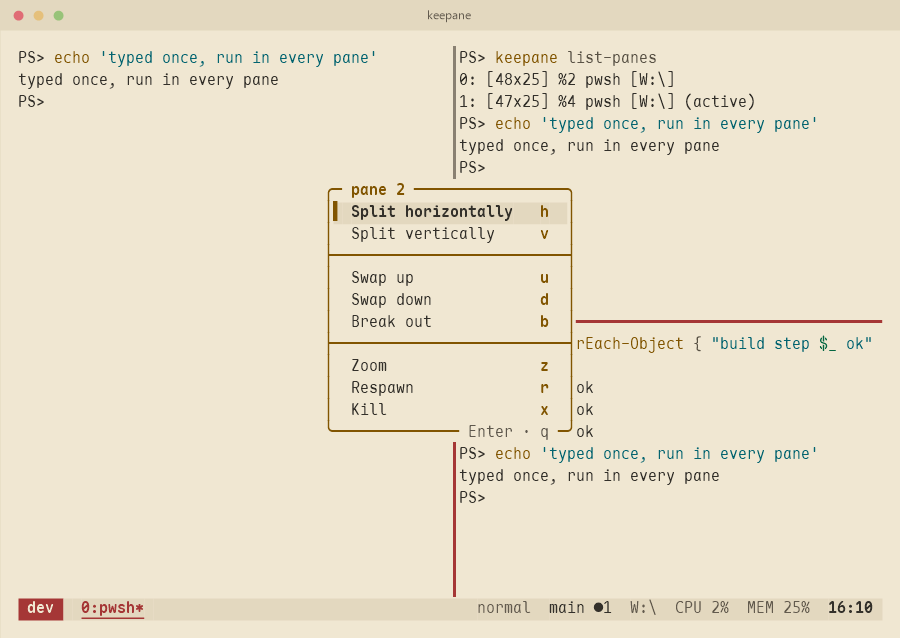 keepane
PS> echo 'typed once, run in every pane'
typed once, run in every pane
PS>
PS> keepane list-panes
0: [48x25] %2 pwsh [W:\]
1: [47x25] %4 pwsh [W:\] (active)
PS> echo 'typed once, run in every pane'
typed once, run in every pane
PS>
pane 2
Split horizontally h
Split vertically v
Swap up u
Swap down d
Break out b
Zoom z
Respawn r
Kill x
Enter · q
rEach-Object { "build step $_ ok"
ok
ok
ok
PS> echo 'typed once, run in every pane'
typed once, run in every pane
PS>
dev 0:pwsh* normal main ●1 W:\ CPU 2% MEM 25% 16:10